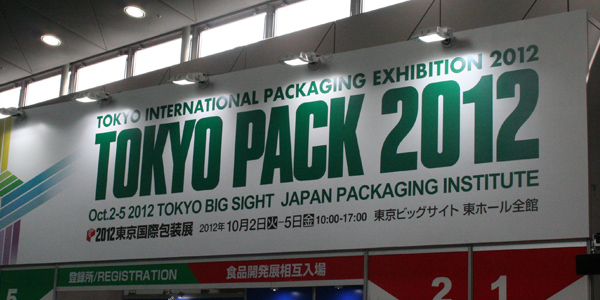 TOKYO INTERNATIONAL PACKAGING EXHIBITION 2012
TOKYO PACK 2012
Oct.2-5 2012 TOKYO BIG SIGHT JAPAN PACKAGING INSTITUTE
2012東京国際包装展 2012年10月2日火-5日金10:00-17:00 東京ビッグサイト 東ホール全館
登録所/REGISTRATION 食品開発展相互入場
5 2 1